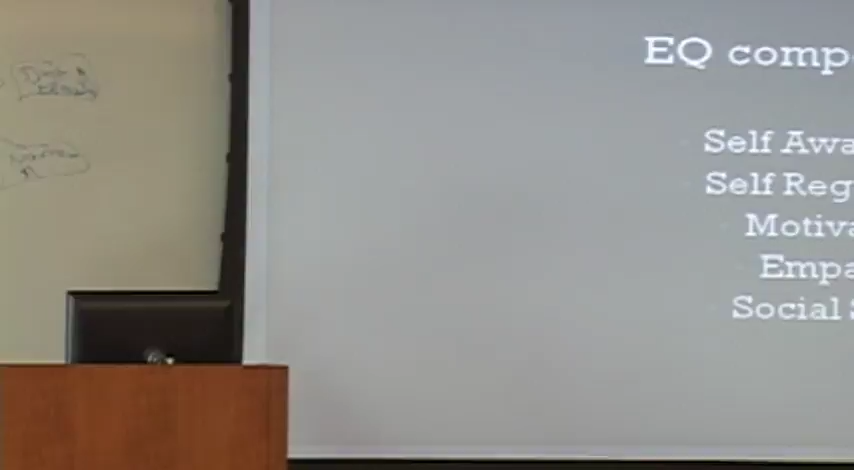 EQ comp
Self Awa
Self Reg
Motiva
Empa
Social S